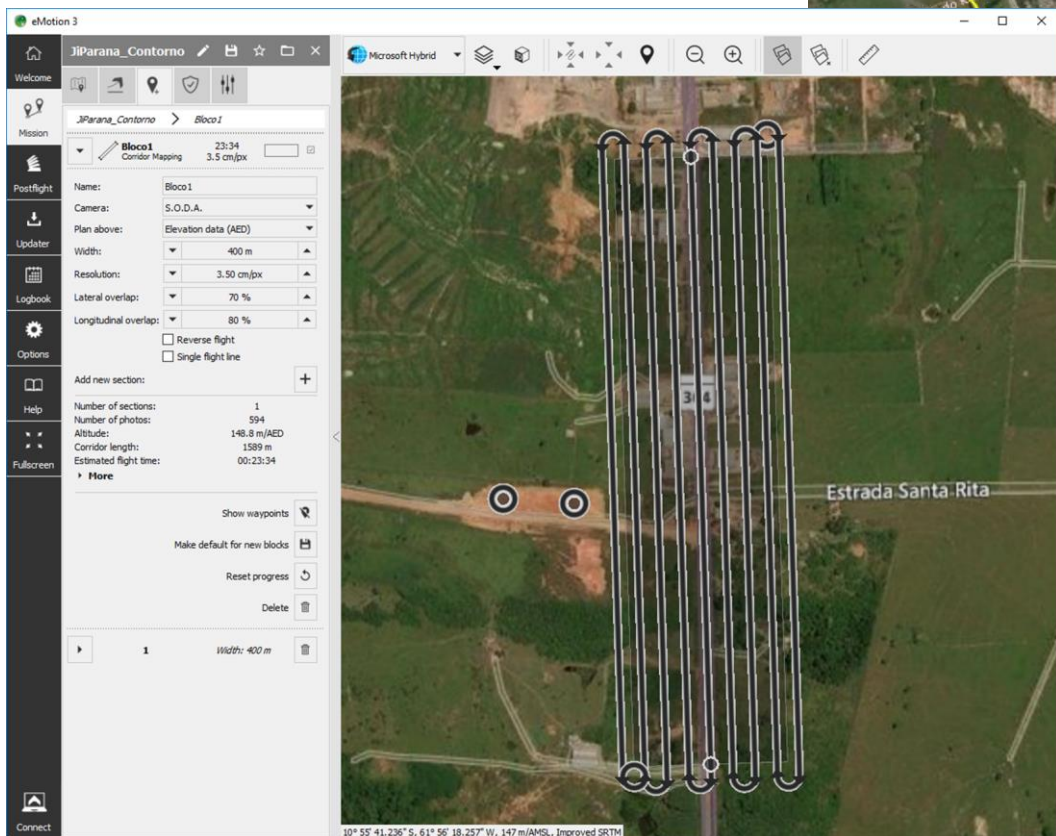 eMotion 3
Welcome
Mission
Postflight
Updater
Logbook
Options
Help
Fullscreen
Connect
JiParana_Contorno
JiParana_Contorno > Bloco1
Bloco1 23:34
Corridor Mapping 3.5 cm/px
Name: Bloco1
Camera: S.O.D.A.
Plan above: Elevation data (AED)
Width: 400 m
Resolution: 3.50 cm/px
Lateral overlap: 70 %
Longitudinal overlap: 80 %
Reverse flight
Single flight line
Add new section:
Number of sections: 1
Number of photos: 594
Altitude: 148.8 m/AED
Corridor length: 1589 m
Estimated flight time: 00:23:34
More
Show waypoints
Make default for new blocks
Reset progress
Delete
1 Width: 400 m
Microsoft Hybrid
Estrada Santa Rita
10° 55' 41.236" S, 61° 56' 18.257" W, 147 m/AMSL, Improved SRTM